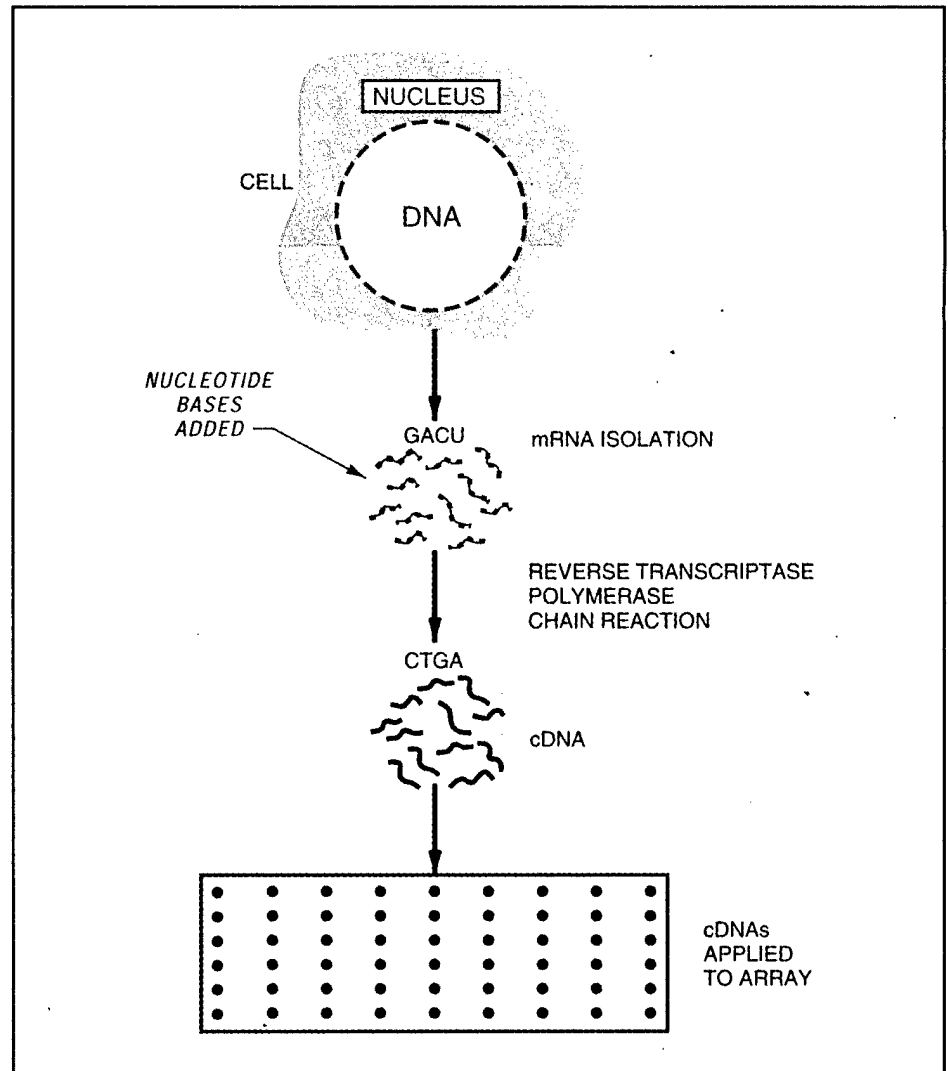 NUCLEUS
CELL
DNA
NUCLEOTIDE
BASES
ADDED
GACU
mRNA ISOLATION
REVERSE TRANSCRIPTASE
POLYMERASE
CHAIN REACTION
CTGA
cDNA
cDNAs
APPLIED
TO ARRAY